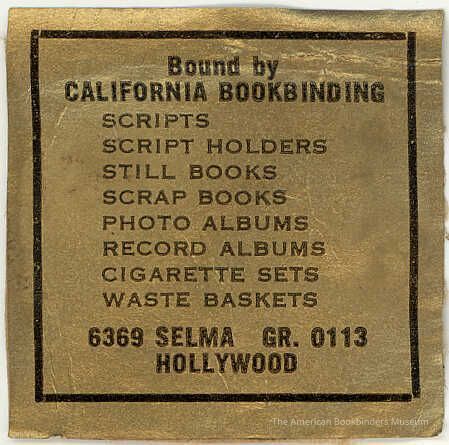 Bound by
CALIFORNIA BOOKBINDING
SCRIPTS
SCRIPT HOLDERS
STILL BOOKS
SCRAP BOOKS
PHOTO ALBUMS
RECORD ALBUMS
CIGARETTE SETS
WASTE BASKETS
6369 SELMA GR. 0113
HOLLYWOOD
The American Bookbinders Museum